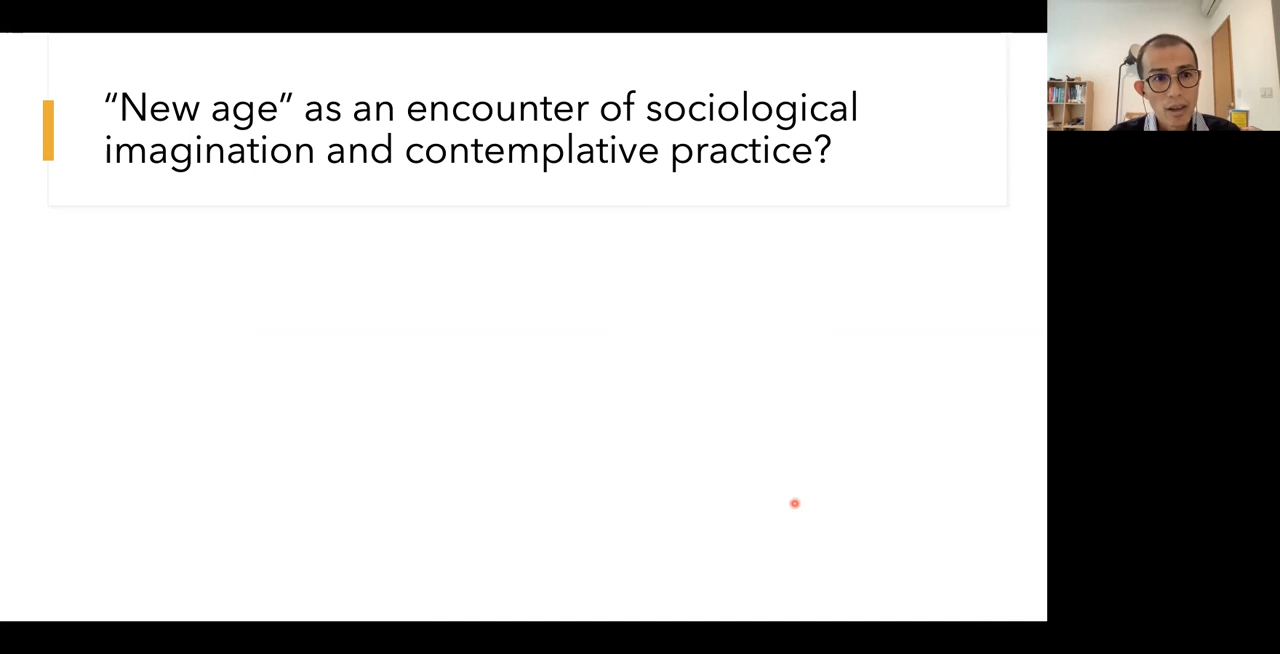 “New age” as an encounter of sociological
imagination and contemplative practice?